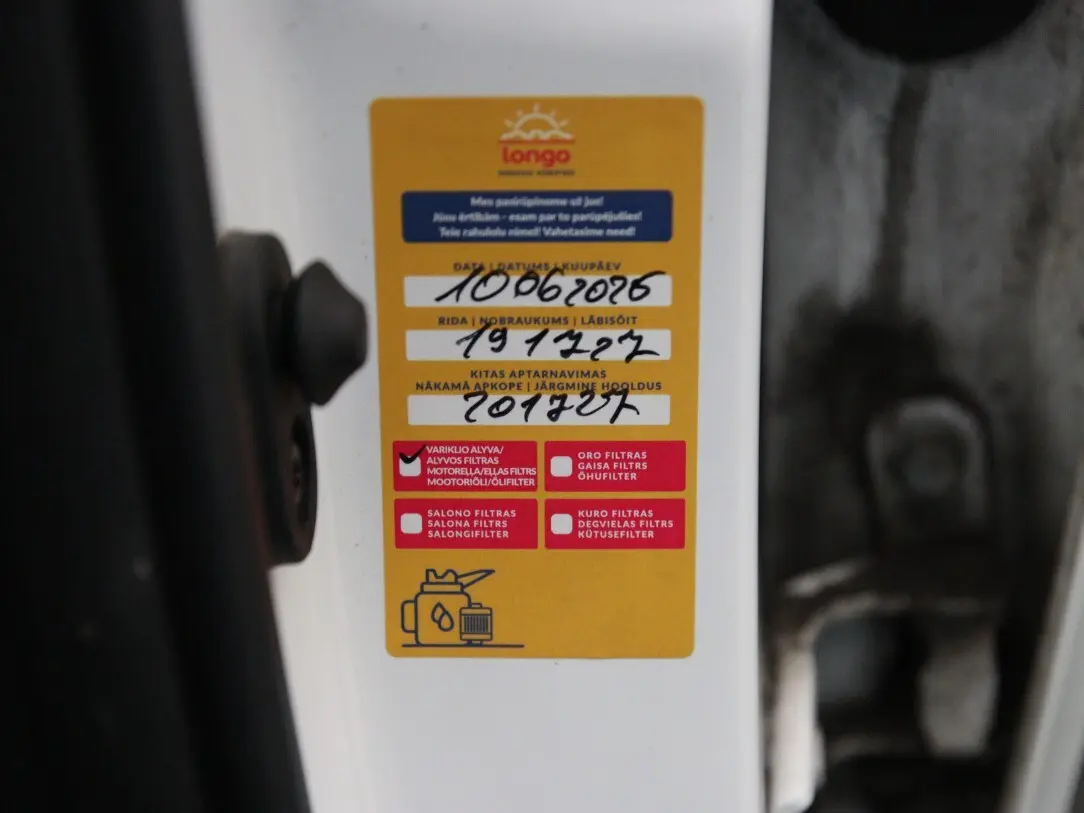 longo
Mes pasirūpinome už jus!
Jūsu ērtībām - esam par to parūpējušies!
Teie rahulolu nimel! Vahetasime need!
DATA | DATUMS | KUUPÄEV
10062026
RIDA | NOBRAUKUMS | LÄBISÕIT
191727
KITAS APTARNAVIMAS
NĀKAMĀ APKOPE | JÄRGMINE HOOLDUS
201727
VARIKLIO ALYVA/
ALYVOS FILTRAS
MOTOREĻĻA/EĻĻAS FILTRS
MOOTORIÕLI/ÕLIFILTER
ORO FILTRAS
GAISA FILTRS
ÕHUFILTER
SALONO FILTRAS
SALONA FILTRS
SALONGIFILTER
KURO FILTRAS
DEGVIELAS FILTRS
KÜTUSEFILTER